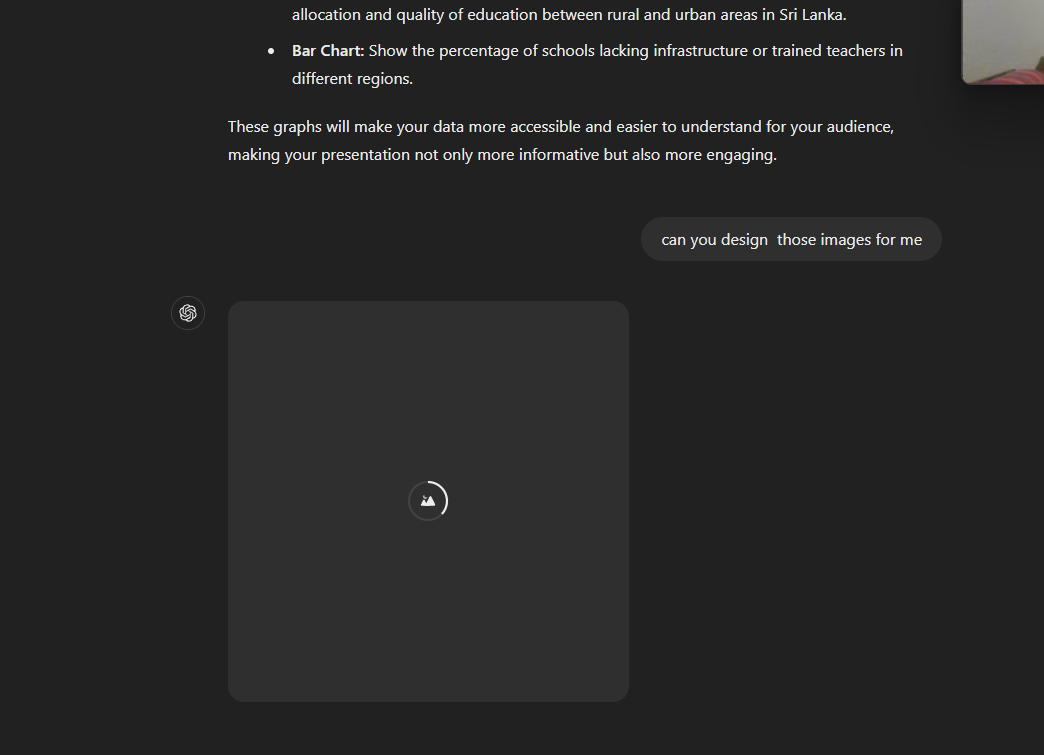 allocation and quality of education between rural and urban areas in Sri Lanka.
• Bar Chart: Show the percentage of schools lacking infrastructure or trained teachers in
different regions.
These graphs will make your data more accessible and easier to understand for your audience,
making your presentation not only more informative but also more engaging.
can you design  those images for me